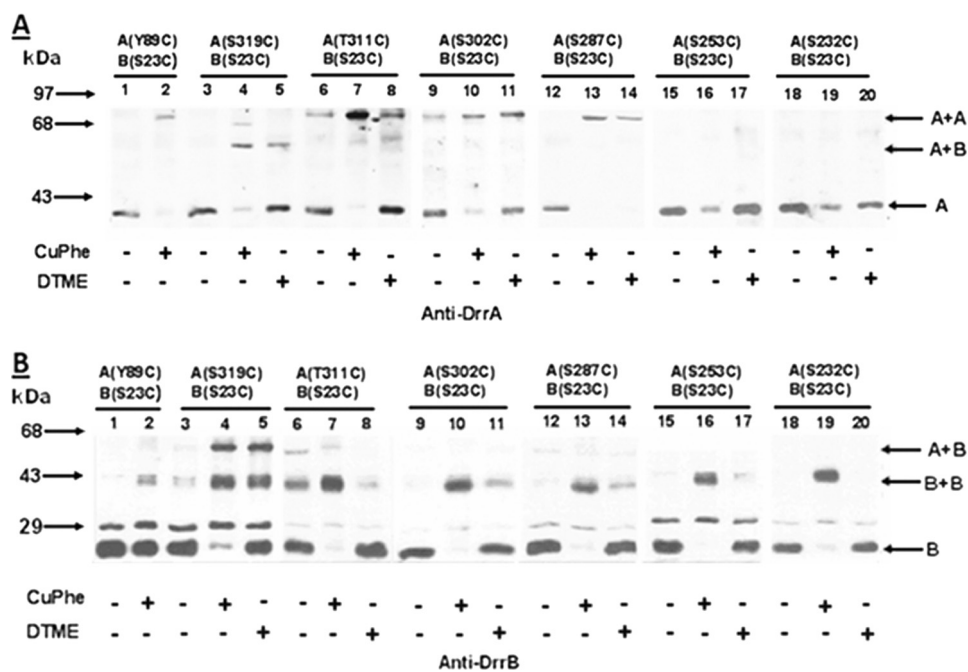 A
kDa
A(Y89C) A(S319C) A(T311C) A(S302C) A(S287C) A(S253C) A(S232C)
B(S23C) B(S23C) B(S23C) B(S23C) B(S23C) B(S23C) B(S23C)
1 2 3 4 5 6 7 8 9 10 11 12 13 14 15 16 17 18 19 20
97
68
43
A+A
A+B
A
CuPhe - + - + - - + - - + - - + - - + - - + -
DTME - - - - + - - + - - + - - + - - + - - +
Anti-DrrA
B
kDa
A(Y89C) A(S319C) A(T311C) A(S302C) A(S287C) A(S253C) A(S232C)
B(S23C) B(S23C) B(S23C) B(S23C) B(S23C) B(S23C) B(S23C)
1 2 3 4 5 6 7 8 9 10 11 12 13 14 15 16 17 18 19 20
68
43
29
A+B
B+B
B
CuPhe - + - + - - + - - + - - + - - + - - + -
DTME - - - - + - - + - - + - - + - - + - - +
Anti-DrrB